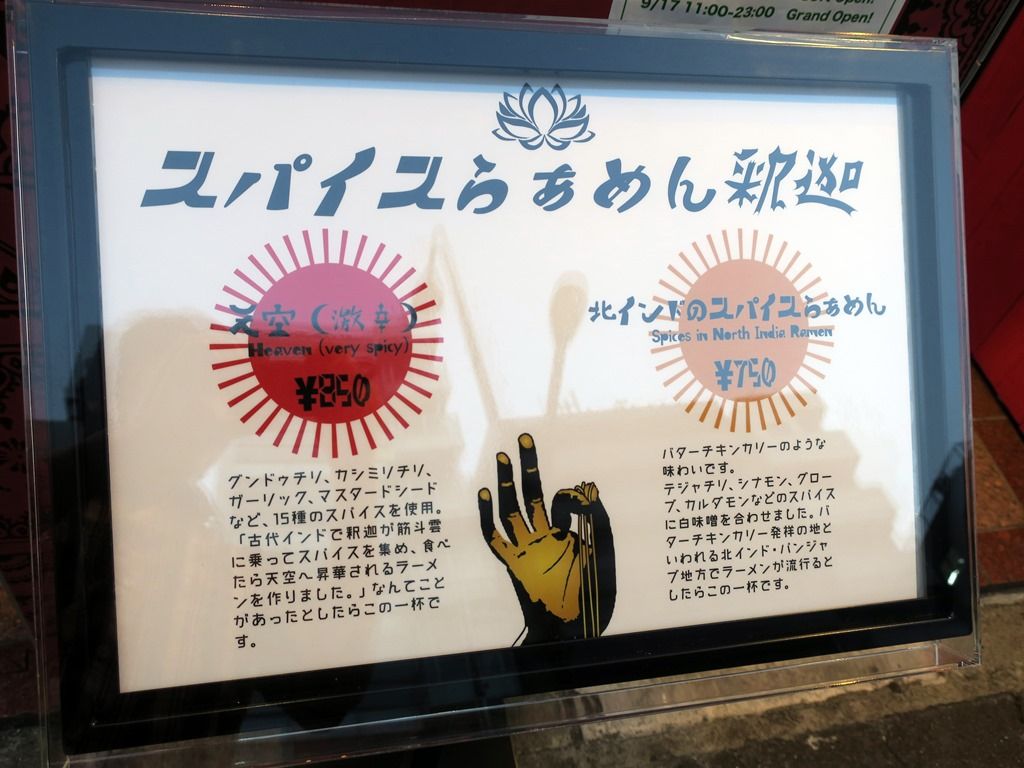 9/17 11:00-23:00 Grand Open!
スパイスらぁめん釈迦
天空（激辛）
Heaven (very spicy)
¥850
グンドゥチリ、カシミリチリ、
ガーリック、マスタードシード
など、15種のスパイスを使用。
「古代インドで釈迦が筋斗雲
に乗ってスパイスを集め、食べ
たら天空へ昇華されるラーメ
ンを作りました。」なんてこと
があったとしたらこの一杯で
す。
北インドのスパイスらぁめん
Spices in North India Ramen
¥750
バターチキンカリーのような
味わいです。
テジャチリ、シナモン、グロー
ブ、カルダモンなどのスパイス
に白味噌を合わせました。バ
ターチキンカリー発祥の地と
いわれる北インド・パンジャ
ブ地方でラーメンが流行ると
したらこの一杯です。